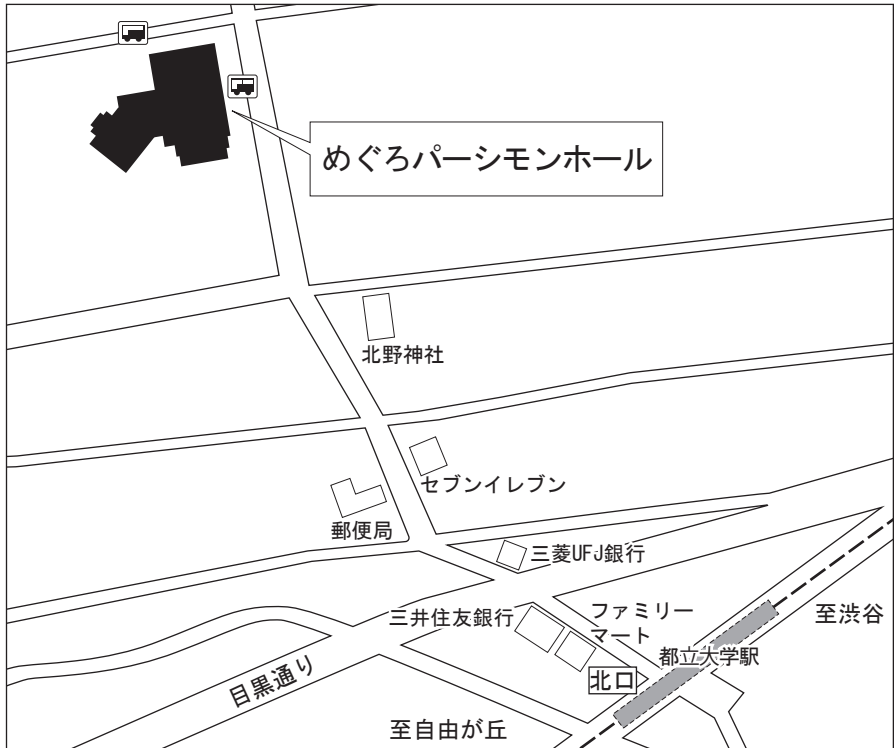 めぐろパーシモンホール
北野神社
セブンイレブン
郵便局
三菱UFJ銀行
三井住友銀行
ファミリー
マート
至渋谷
都立大学駅
北口
目黒通り
至自由が丘